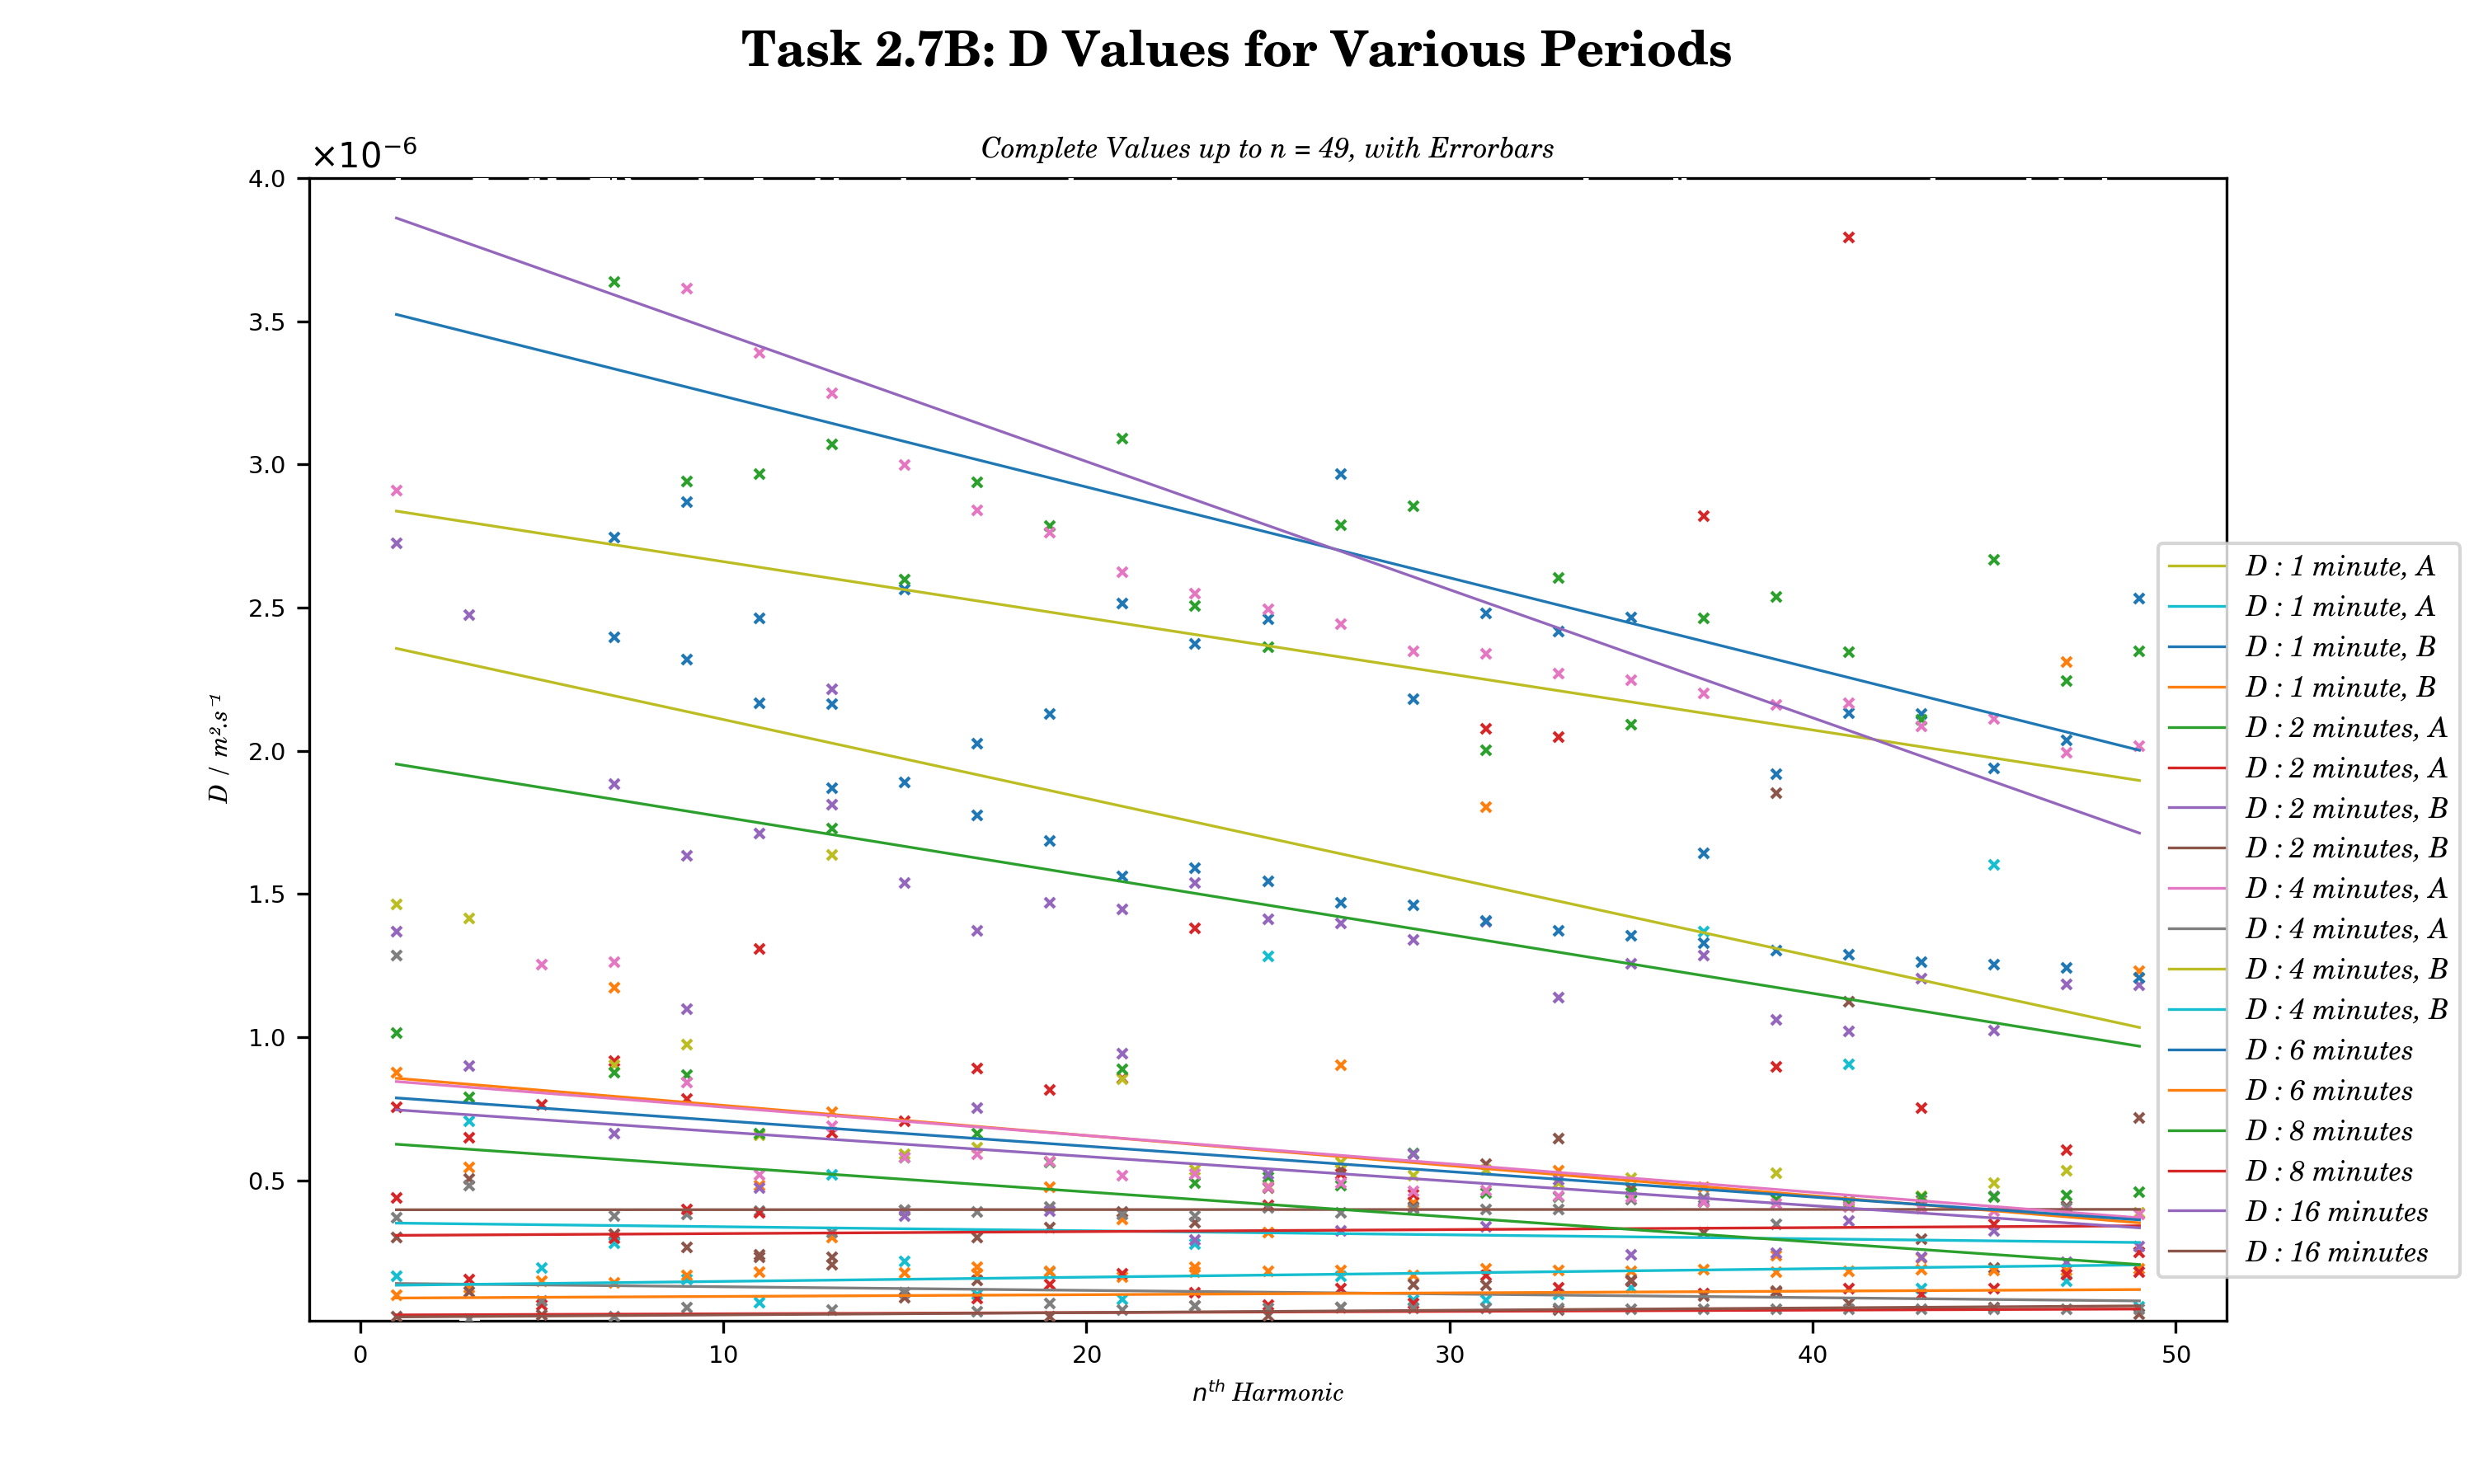 Task 2.7B: D Values for Various Periods
Complete Values up to n = 49, with Errorbars
×10⁻⁶
4.0
3.5
3.0
2.5
2.0
1.5
1.0
0.5
D / m².s⁻¹
0 10 20 30 40 50
nᵗʰ Harmonic
D : 1 minute, A
D : 1 minute, A
D : 1 minute, B
D : 1 minute, B
D : 2 minutes, A
D : 2 minutes, A
D : 2 minutes, B
D : 2 minutes, B
D : 4 minutes, A
D : 4 minutes, A
D : 4 minutes, B
D : 4 minutes, B
D : 6 minutes
D : 6 minutes
D : 8 minutes
D : 8 minutes
D : 16 minutes
D : 16 minutes